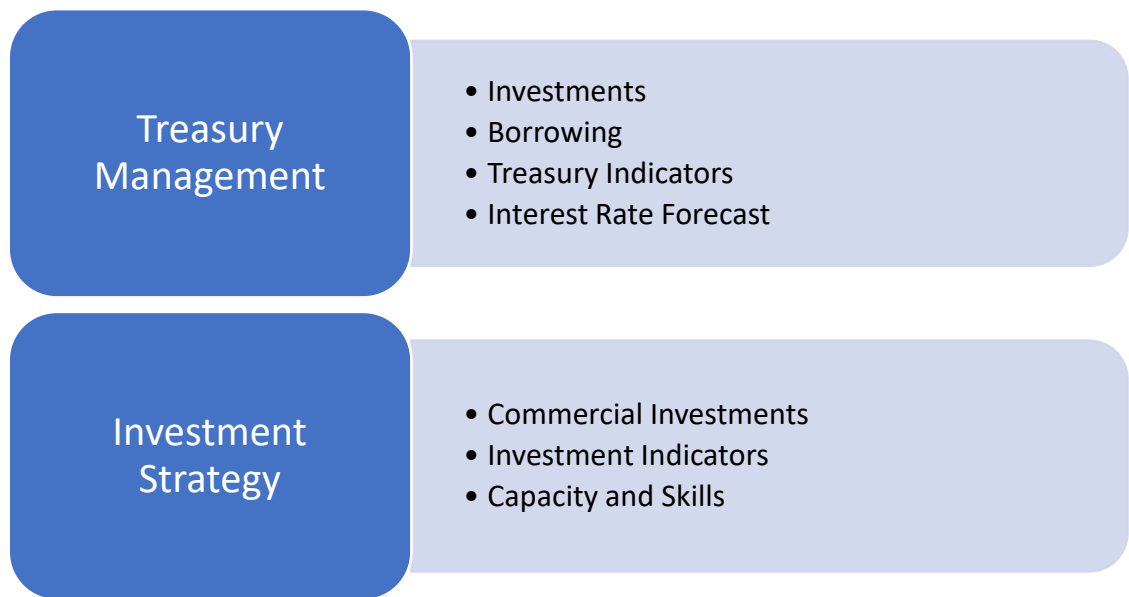 Treasury
Management
• Investments
• Borrowing
• Treasury Indicators
• Interest Rate Forecast
Investment
Strategy
• Commercial Investments
• Investment Indicators
• Capacity and Skills